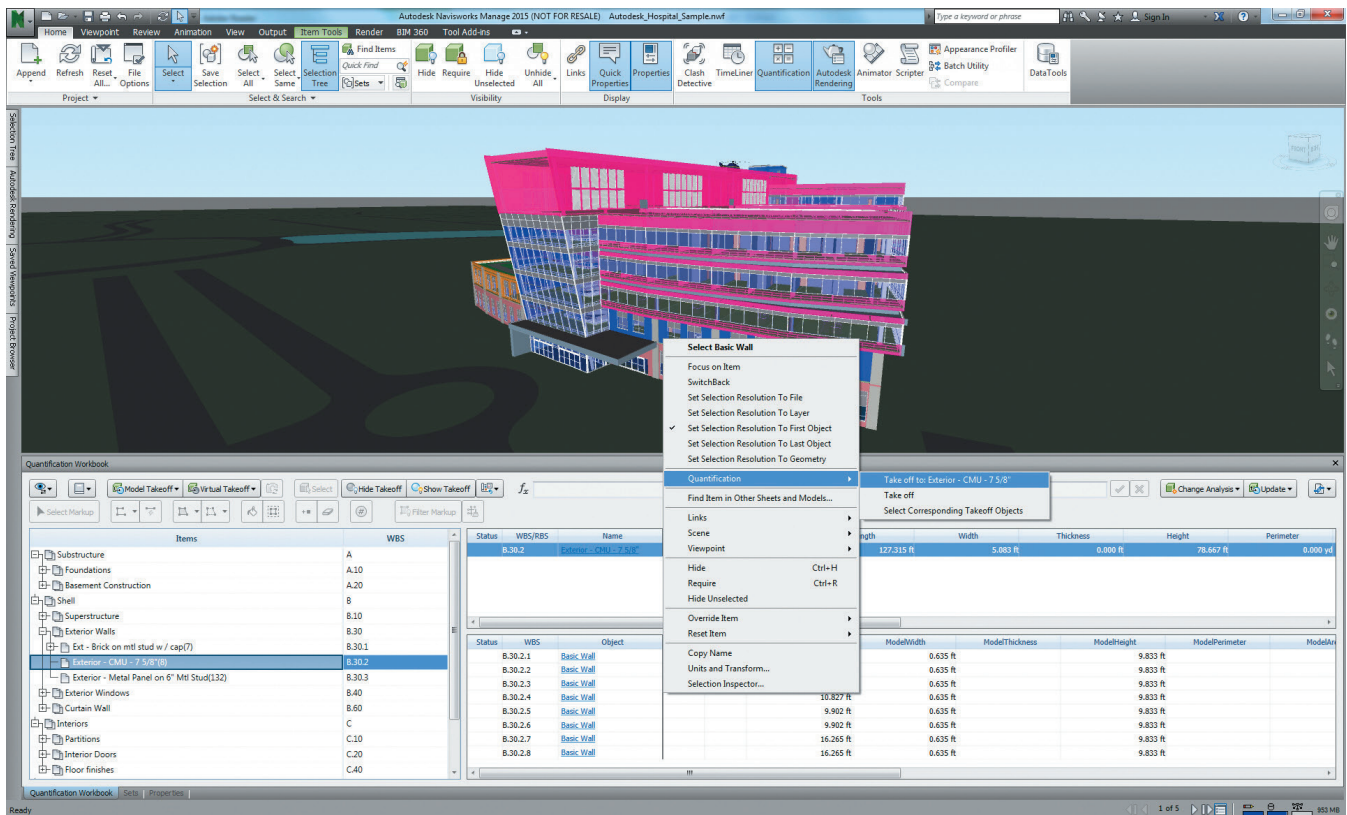 Autodesk Navisworks Manage 2015 (NOT FOR RESALE) Autodesk_Hospital_Sample.nwf
Type a keyword or phrase
Sign In
Home Viewpoint Review Animation View Output Item Tools Render BIM 360 Tool Add-ins
Append Refresh Reset All... File Options Select Save Selection Select All Select Same Selection Tree Find Items Quick Find Sets Hide Require Hide Unselected Unhide All Links Quick Properties Properties Clash Detective TimeLiner Quantification Autodesk Rendering Animator Scripter Appearance Profiler Batch Utility Compare DataTools
Project Select & Search Visibility Display Tools
Selection Tree
Autodesk Rendering
Saved Viewpoints
Project Browser
Select Basic Wall
Focus on Item
SwitchBack
Set Selection Resolution To File
Set Selection Resolution To Layer
Set Selection Resolution To First Object
Set Selection Resolution To Last Object
Set Selection Resolution To Geometry
Quantification
Take off to: Exterior - CMU - 7 5/8"
Take off
Select Corresponding Takeoff Objects
Find Item in Other Sheets and Models...
Links
Scene
Viewpoint
Hide Ctrl+H
Require Ctrl+R
Hide Unselected
Override Item
Reset Item
Copy Name
Units and Transform...
Selection Inspector...
Quantification Workbook
Model Takeoff Virtual Takeoff Select Hide Takeoff Show Takeoff fx Change Analysis Update
Select Markup Filter Markup
Items WBS
Substructure A
Foundations A.10
Basement Construction A.20
Shell B
Superstructure B.10
Exterior Walls B.30
Ext - Brick on mtl stud w / cap(7) B.30.1
Exterior - CMU - 7 5/8"(8) B.30.2
Exterior - Metal Panel on 6" Mtl Stud(132) B.30.3
Exterior Windows B.40
Curtain Wall B.60
Interiors C
Partitions C.10
Interior Doors C.20
Floor finishes C.40
Status WBS/RBS Name ngth Width Thickness Height Perimeter
B.30.2 Exterior - CMU - 7 5/8" 127.315 ft 5.083 ft 0.000 ft 78.667 ft 0.000 yd
Status WBS Object ModelWidth ModelThickness ModelHeight ModelPerimeter ModelAre
B.30.2.1 Basic Wall 0.635 ft 9.833 ft
B.30.2.2 Basic Wall 0.635 ft 9.833 ft
B.30.2.3 Basic Wall 0.635 ft 9.833 ft
B.30.2.4 Basic Wall 10.827 ft 0.635 ft 9.833 ft
B.30.2.5 Basic Wall 9.902 ft 0.635 ft 9.833 ft
B.30.2.6 Basic Wall 9.902 ft 0.635 ft 9.833 ft
B.30.2.7 Basic Wall 16.265 ft 0.635 ft 9.833 ft
B.30.2.8 Basic Wall 16.265 ft 0.635 ft 9.833 ft
Quantification Workbook Sets Properties
Ready
1 of 5
953 MB